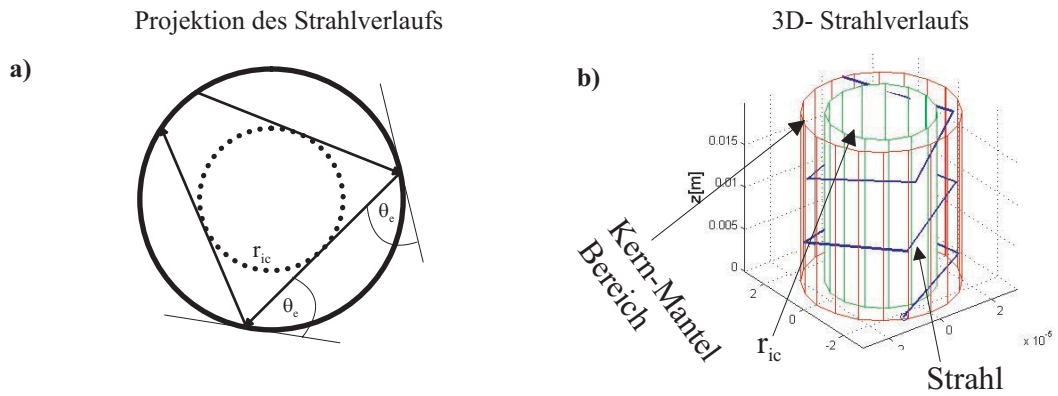 Projektion des Strahlverlaufs
3D- Strahlverlaufs
a)
b)
θe
θe
ric
0.015
0.01
0.005
0
z[m]
2
0
-2
0
2
x 10⁻⁵
Kern-Mantel
Bereich
ric
Strahl